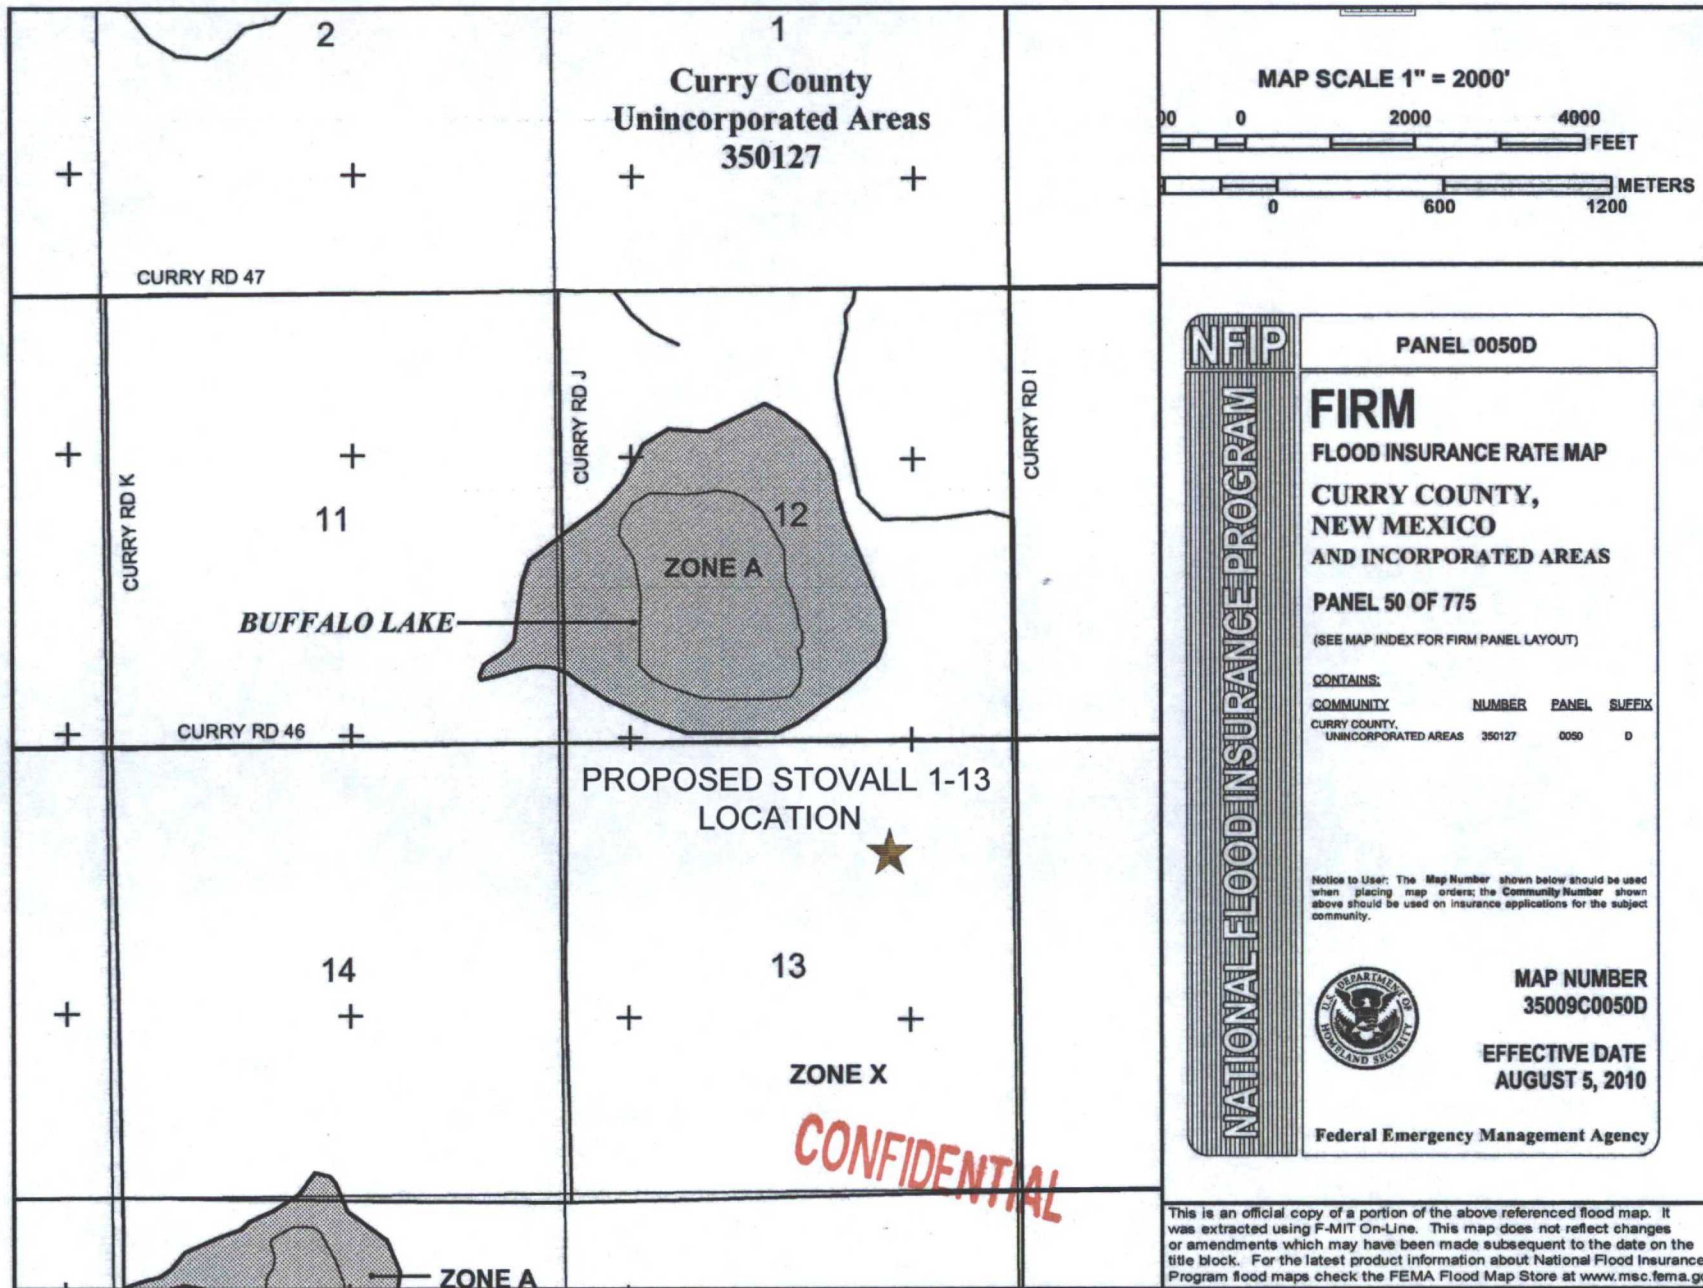 2
1
Curry County
Unincorporated Areas
350127
CURRY RD 47
CURRY RD K
CURRY RD J
CURRY RD I
11
12
ZONE A
BUFFALO LAKE
CURRY RD 46
PROPOSED STOVALL 1-13
LOCATION
14
13
ZONE X
CONFIDENTIAL
ZONE A
MAP SCALE 1" = 2000'
00 0 2000 4000
FEET
METERS
0 600 1200
NFIP
PANEL 0050D
NATIONAL FLOOD INSURANCE PROGRAM
FIRM
FLOOD INSURANCE RATE MAP
CURRY COUNTY,
NEW MEXICO
AND INCORPORATED AREAS
PANEL 50 OF 775
(SEE MAP INDEX FOR FIRM PANEL LAYOUT)
CONTAINS:
COMMUNITY NUMBER PANEL SUFFIX
CURRY COUNTY,
UNINCORPORATED AREAS 350127 0050 D
Notice to User: The Map Number shown below should be used
when placing map orders; the Community Number shown
above should be used on insurance applications for the subject
community.
U.S. DEPARTMENT OF HOMELAND SECURITY
MAP NUMBER
35009C0050D
EFFECTIVE DATE
AUGUST 5, 2010
Federal Emergency Management Agency
This is an official copy of a portion of the above referenced flood map. It
was extracted using F-MIT On-Line. This map does not reflect changes
or amendments which may have been made subsequent to the date on the
title block. For the latest product information about National Flood Insuranc
Program flood maps check the FEMA Flood Map Store at www.msc.fema.g